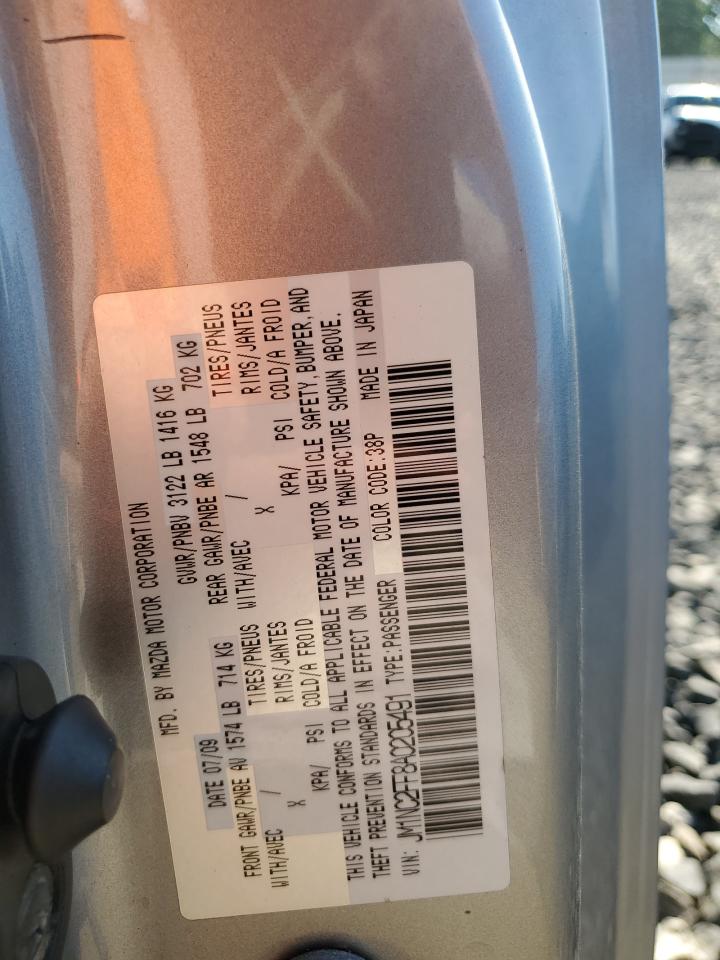 MFD. BY MAZDA MOTOR CORPORATION
DATE 07/09 GVWR/PNBV 3122 LB 1416 KG
FRONT GAWR/PNBE AV 1574 LB 714 KG REAR GAWR/PNBE AR 1548 LB 702 KG
WITH/AVEC / TIRES/PNEUS WITH/AVEC / TIRES/PNEUS
X RIMS/JANTES X RIMS/JANTES
KPA/ PSI COLD/A FROID KPA/ PSI COLD/A FROID
THIS VEHICLE CONFORMS TO ALL APPLICABLE FEDERAL MOTOR VEHICLE SAFETY, BUMPER, AND
THEFT PREVENTION STANDARDS IN EFFECT ON THE DATE OF MANUFACTURE SHOWN ABOVE.
VIN: JM1NC2FF8A0205491 TYPE:PASSENGER COLOR CODE:38P MADE IN JAPAN